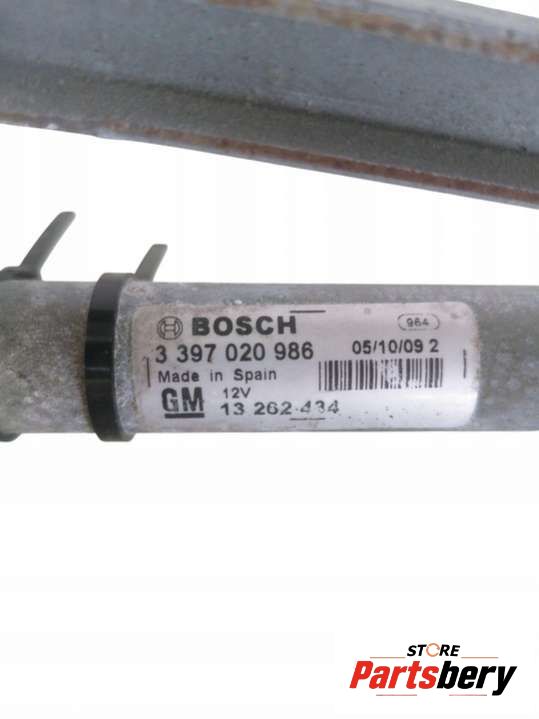 BOSCH
964
3 397 020 986
05/10/09 2
Made in Spain
GM
12V
13 262 434
STORE
Partsbery